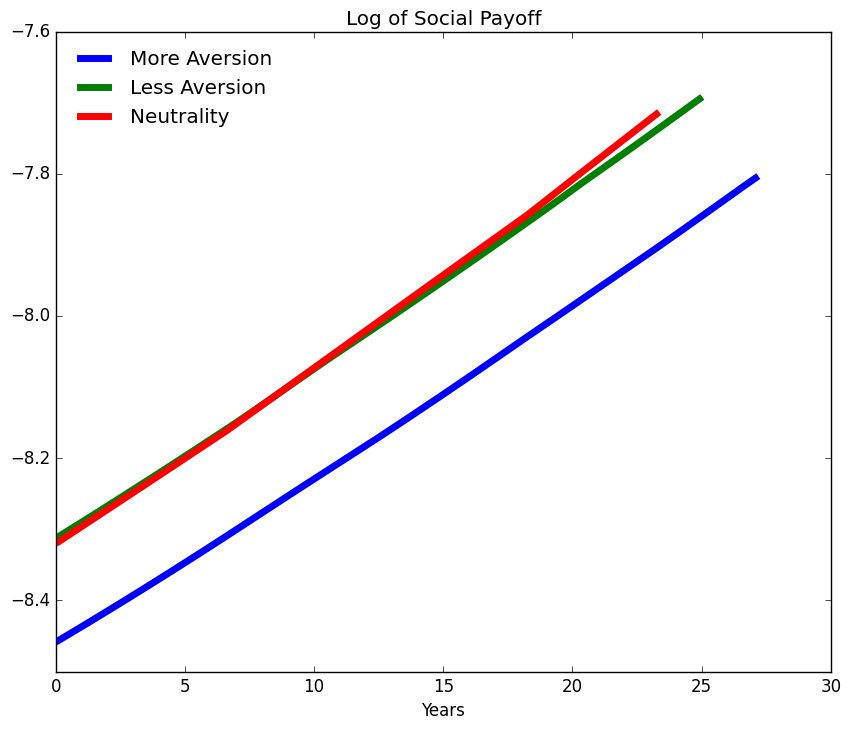 Log of Social Payoff
−7.6
−7.8
−8.0
−8.2
−8.4
More Aversion
Less Aversion
Neutrality
0 5 10 15 20 25 30
Years